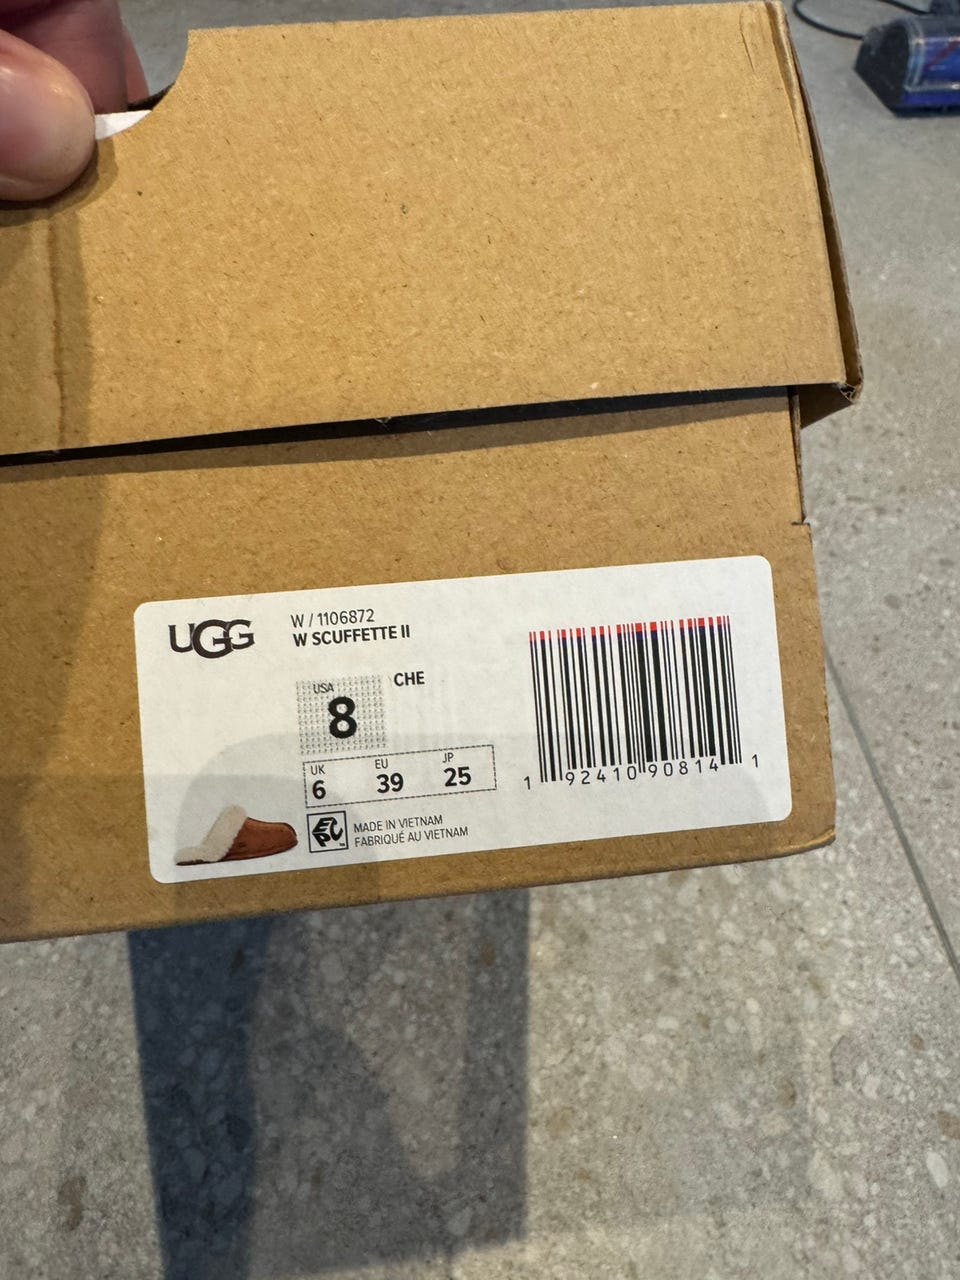 UGG
W / 1106872
W SCUFFETTE II
USA
8
CHE
UK EU JP
6 39 25
EPC
MADE IN VIETNAM
FABRIQUÉ AU VIETNAM
1 92410 90814 1